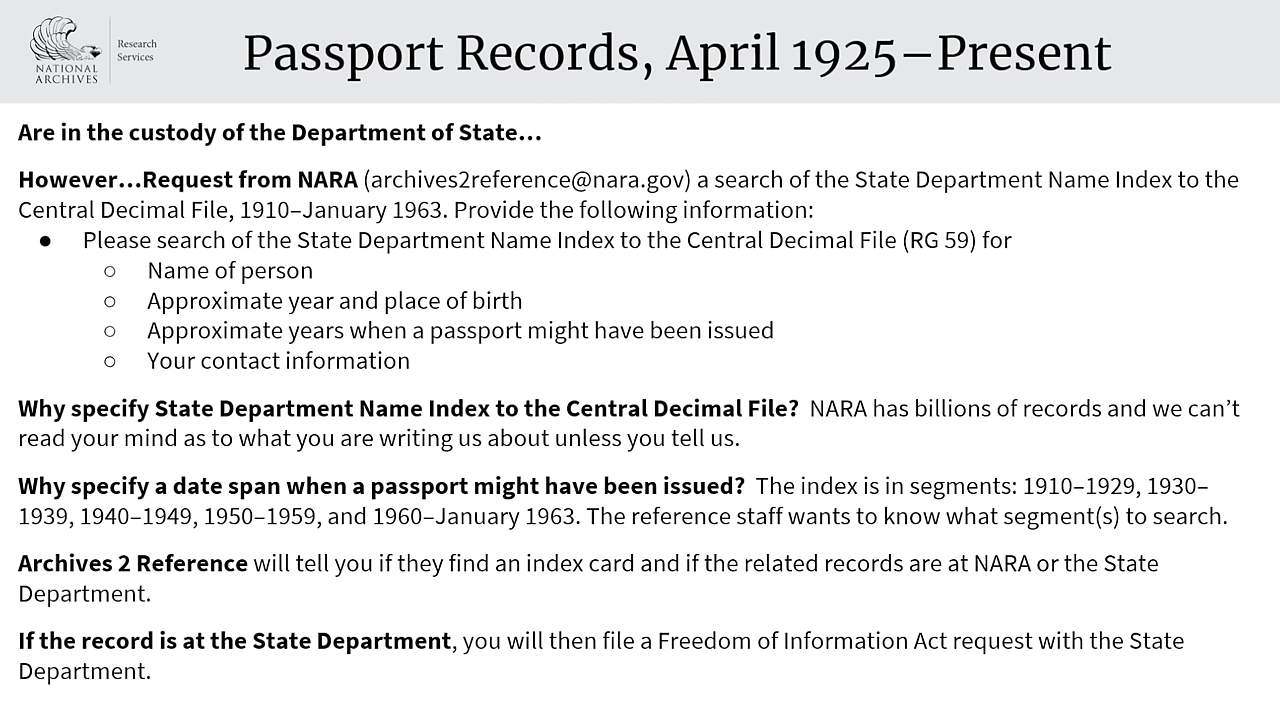 NATIONAL
ARCHIVES
Research
Services
Passport Records, April 1925–Present
Are in the custody of the Department of State…
However…Request from NARA (archives2reference@nara.gov) a search of the State Department Name Index to the
Central Decimal File, 1910–January 1963. Provide the following information:
● Please search of the State Department Name Index to the Central Decimal File (RG 59) for
○ Name of person
○ Approximate year and place of birth
○ Approximate years when a passport might have been issued
○ Your contact information
Why specify State Department Name Index to the Central Decimal File? NARA has billions of records and we can’t
read your mind as to what you are writing us about unless you tell us.
Why specify a date span when a passport might have been issued? The index is in segments: 1910–1929, 1930–
1939, 1940–1949, 1950–1959, and 1960–January 1963. The reference staff wants to know what segment(s) to search.
Archives 2 Reference will tell you if they find an index card and if the related records are at NARA or the State
Department.
If the record is at the State Department, you will then file a Freedom of Information Act request with the State
Department.